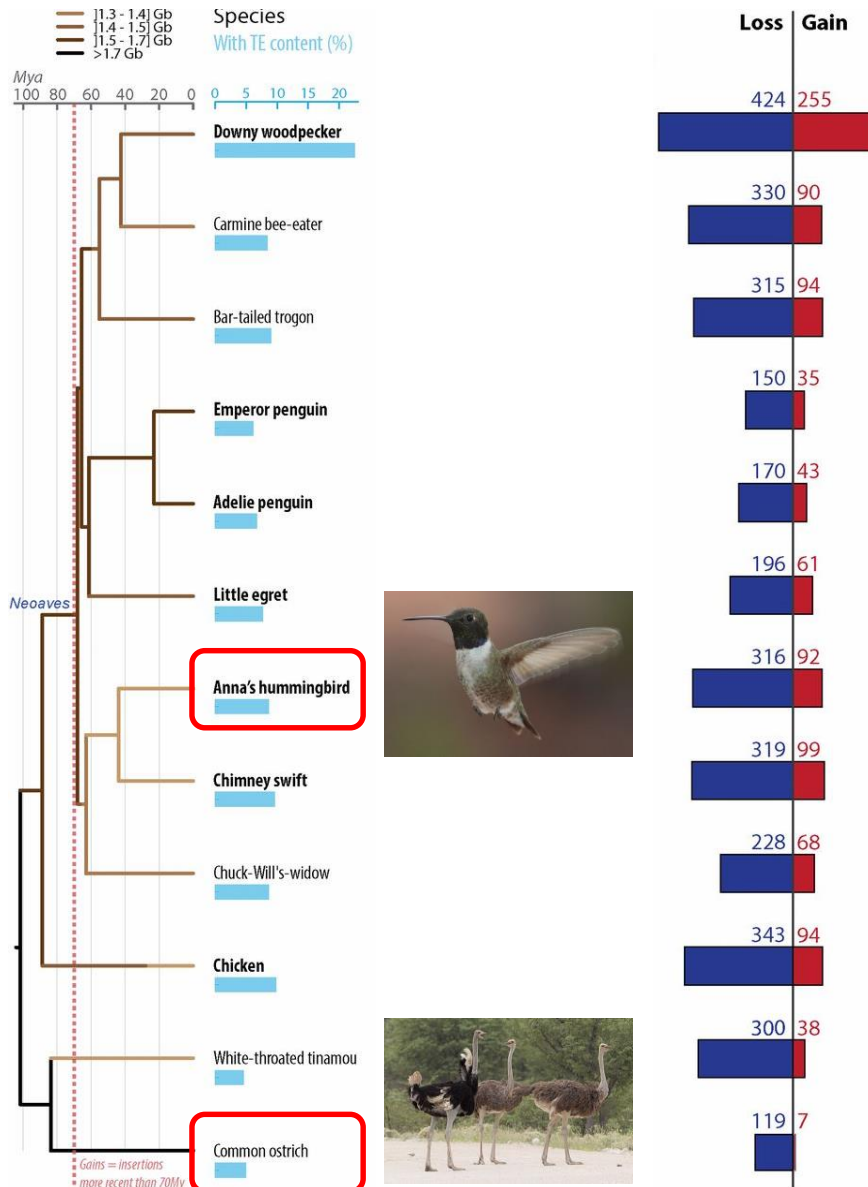 ]1.3 - 1.4] Gb
]1.4 - 1.5] Gb
]1.5 - 1.7] Gb
>1.7 Gb
Species
With TE content (%)
Loss Gain
Mya
100 80 60 40 20 0
0 5 10 15 20
Downy woodpecker
424 255
Carmine bee-eater
330 90
Bar-tailed trogon
315 94
Emperor penguin
150 35
Adelie penguin
170 43
Little egret
196 61
Neoaves
Anna's hummingbird
316 92
Chimney swift
319 99
Chuck-Will's-widow
228 68
Chicken
343 94
White-throated tinamou
300 38
Common ostrich
119 7
Gains = insertions
more recent than 70My